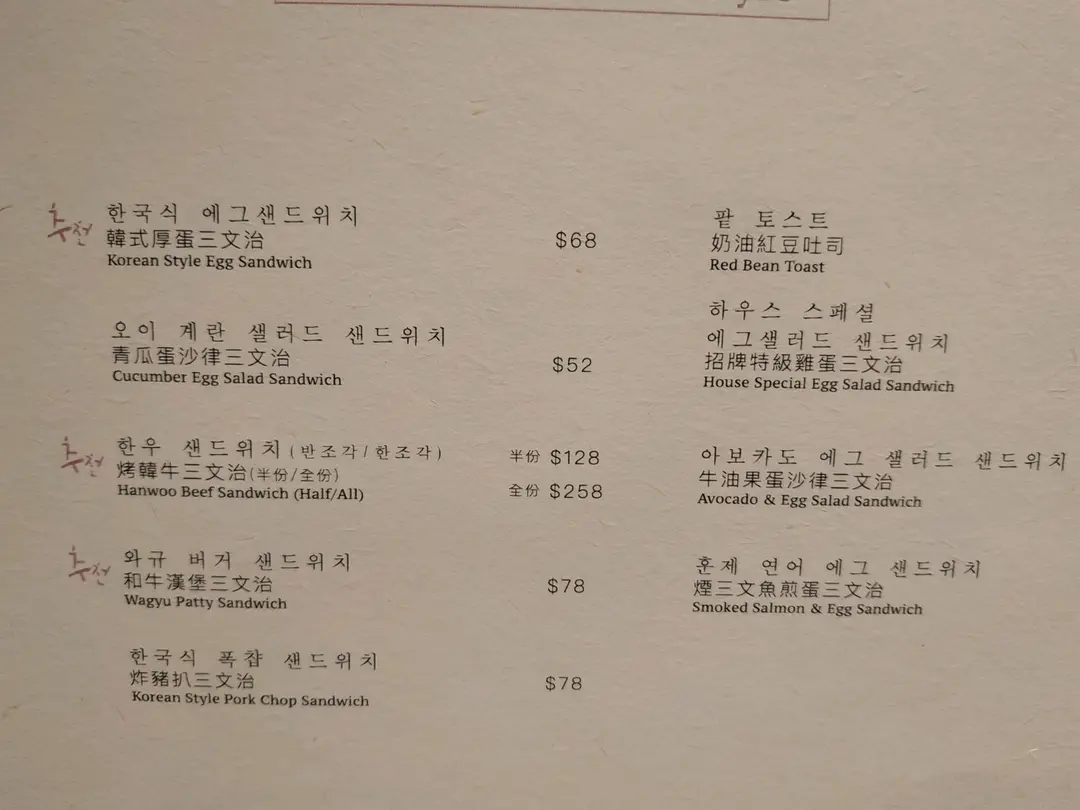 추천
한국식 에그샌드위치
韓式厚蛋三文治
Korean Style Egg Sandwich
$68
오이 계란 샐러드 샌드위치
青瓜蛋沙律三文治
Cucumber Egg Salad Sandwich
$52
추천
한우 샌드위치(반조각/한조각)
烤韓牛三文治(半份/全份)
Hanwoo Beef Sandwich (Half/All)
半份 $128
全份 $258
추천
와규 버거 샌드위치
和牛漢堡三文治
Wagyu Patty Sandwich
$78
한국식 폭챱 샌드위치
炸豬扒三文治
Korean Style Pork Chop Sandwich
$78
팥 토스트
奶油紅豆吐司
Red Bean Toast
하우스 스페셜
에그샐러드 샌드위치
招牌特級雞蛋三文治
House Special Egg Salad Sandwich
아보카도 에그 샐러드 샌드위치
牛油果蛋沙律三文治
Avocado & Egg Salad Sandwich
훈제 연어 에그 샌드위치
煙三文魚煎蛋三文治
Smoked Salmon & Egg Sandwich